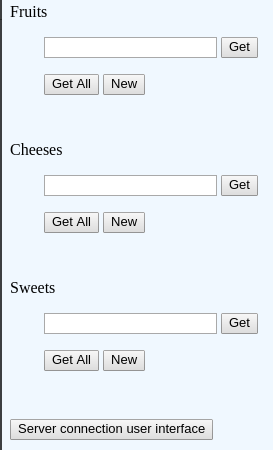 Fruits
Get
Get All New
Cheeses
Get
Get All New
Sweets
Get
Get All New
Server connection user interface